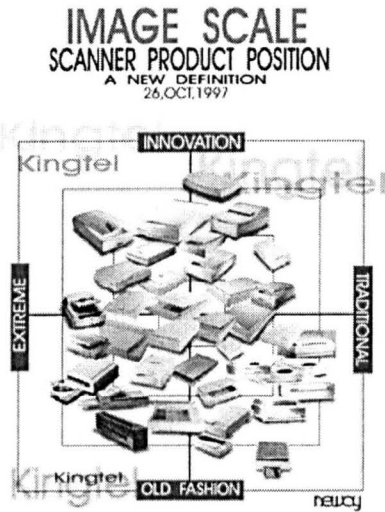 IMAGE SCALE
SCANNER PRODUCT POSITION
A NEW DEFINITION
26,OCT,1997
Kingtel
INNOVATION
Kingtel
Kingtel
Kingtel
EXTREME
TRADITIONAL
Kingtel
Kingtel
OLD FASHION
newcy